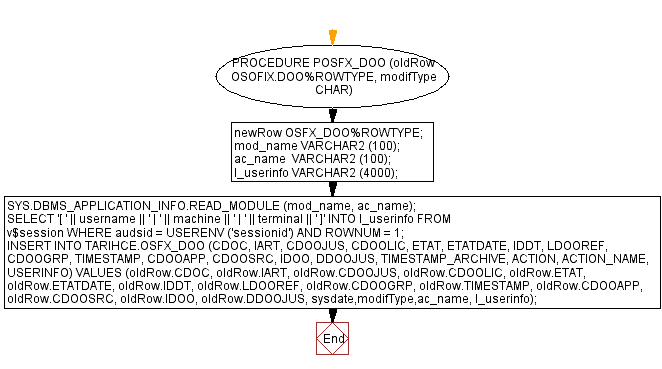 PROCEDURE POSFX_DOO (oldRow
OSOFIX.DOO%ROWTYPE, modifType
CHAR)
newRow OSFX_DOO%ROWTYPE;
mod_name VARCHAR2 (100);
ac_name VARCHAR2 (100);
l_userinfo VARCHAR2 (4000);
SYS.DBMS_APPLICATION_INFO.READ_MODULE (mod_name, ac_name);
SELECT '[ ' || username || ' | ' || machine || ' | ' || terminal || ' ]' INTO l_userinfo FROM
v$session WHERE audsid = USERENV ('sessionid') AND ROWNUM = 1;
INSERT INTO TARIHCE.OSFX_DOO (CDOC, IART, CDOOJUS, CDOOLIC, ETAT, ETATDATE, IDDT, LDOOREF,
CDOOGRP, TIMESTAMP, CDOOAPP, CDOOSRC, IDOO, DDOOJUS, TIMESTAMP_ARCHIVE, ACTION, ACTION_NAME,
USERINFO) VALUES (oldRow.CDOC, oldRow.IART, oldRow.CDOOJUS, oldRow.CDOOLIC, oldRow.ETAT,
oldRow.ETATDATE, oldRow.IDDT, oldRow.LDOOREF, oldRow.CDOOGRP, oldRow.TIMESTAMP, oldRow.CDOOAPP,
oldRow.CDOOSRC, oldRow.IDOO, oldRow.DDOOJUS, sysdate,modifType,ac_name, l_userinfo);
End